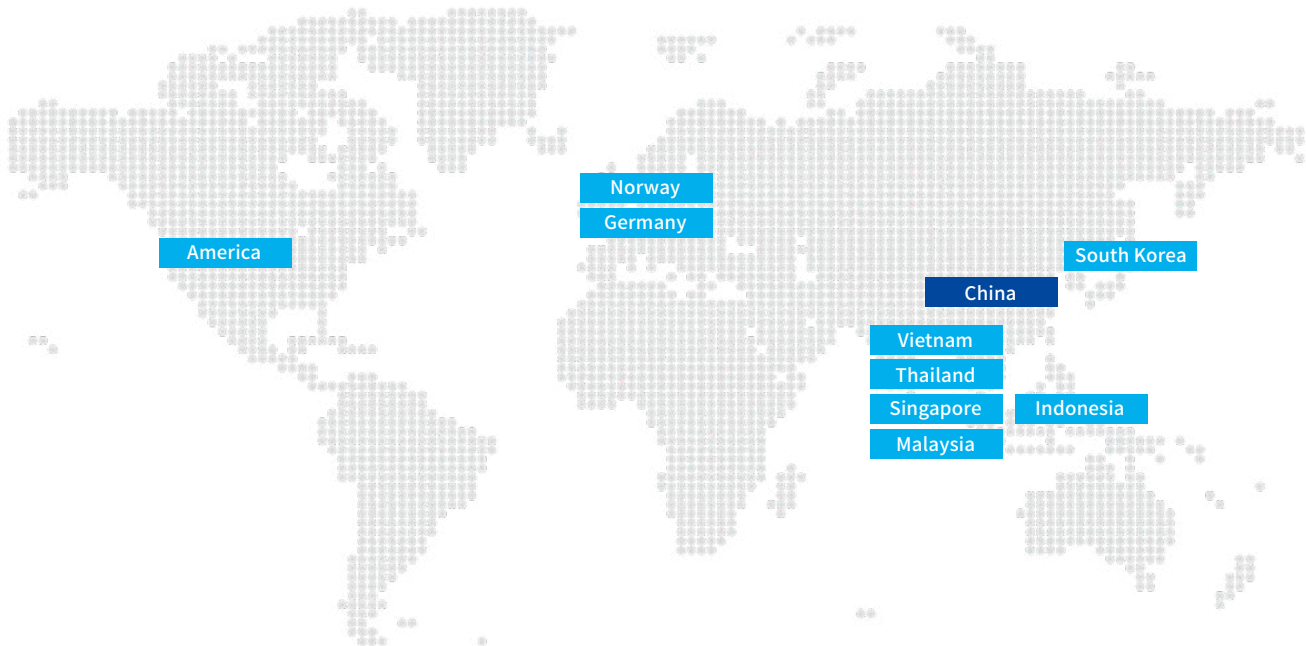 Norway
Germany
America
South Korea
China
Vietnam
Thailand
Singapore
Indonesia
Malaysia